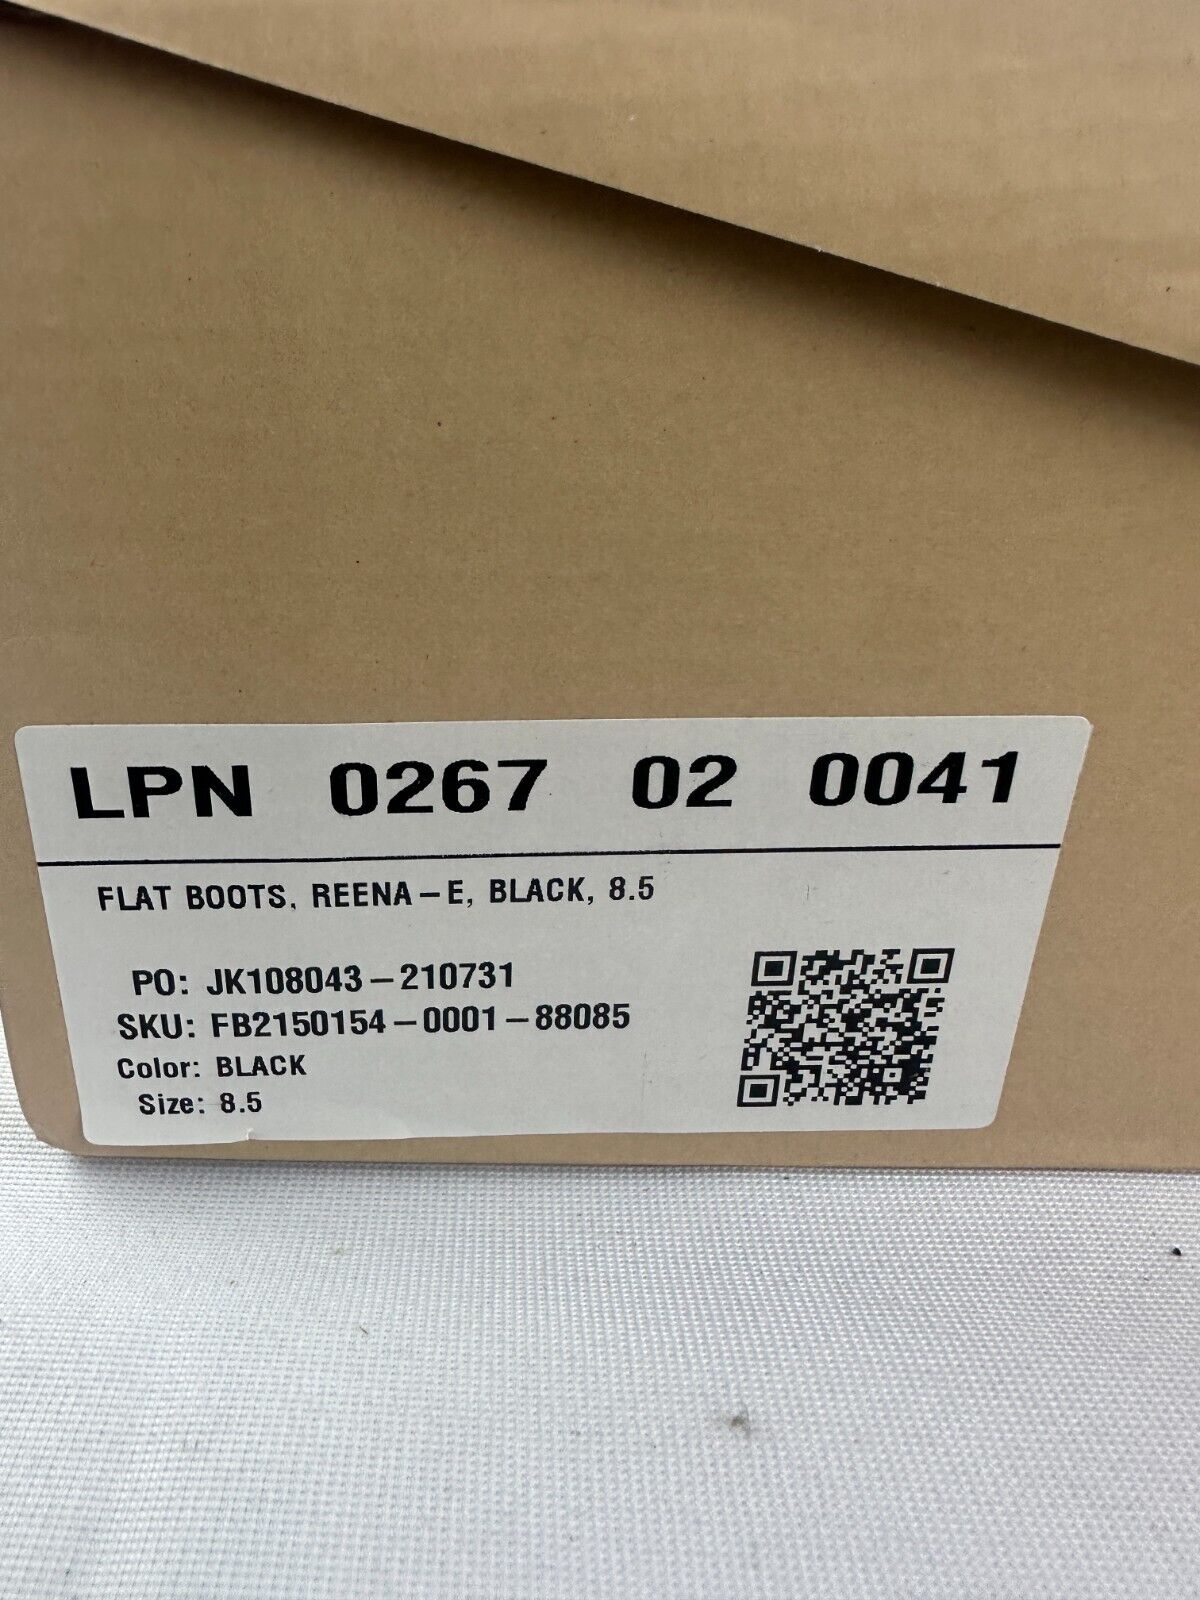 LPN 0267 02 0041
FLAT BOOTS, REENA-E, BLACK, 8.5
PO: JK108043-210731
SKU: FB2150154-0001-88085
Color: BLACK
Size: 8.5